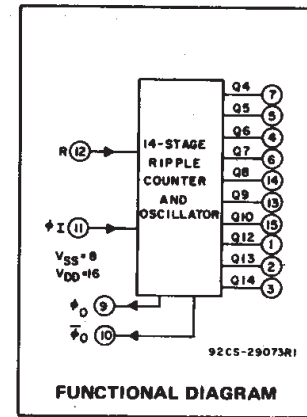 Q4 7
Q5 5
Q6 4
Q7 6
Q8 14
Q9 13
Q10 15
Q12 1
Q13 2
Q14 3
R 12
14-STAGE
RIPPLE
COUNTER
AND
OSCILLATOR
ϕI 11
VSS=8
VDD=16
ϕO 9
ϕ̅O 10
92CS-29073R1
FUNCTIONAL DIAGRAM